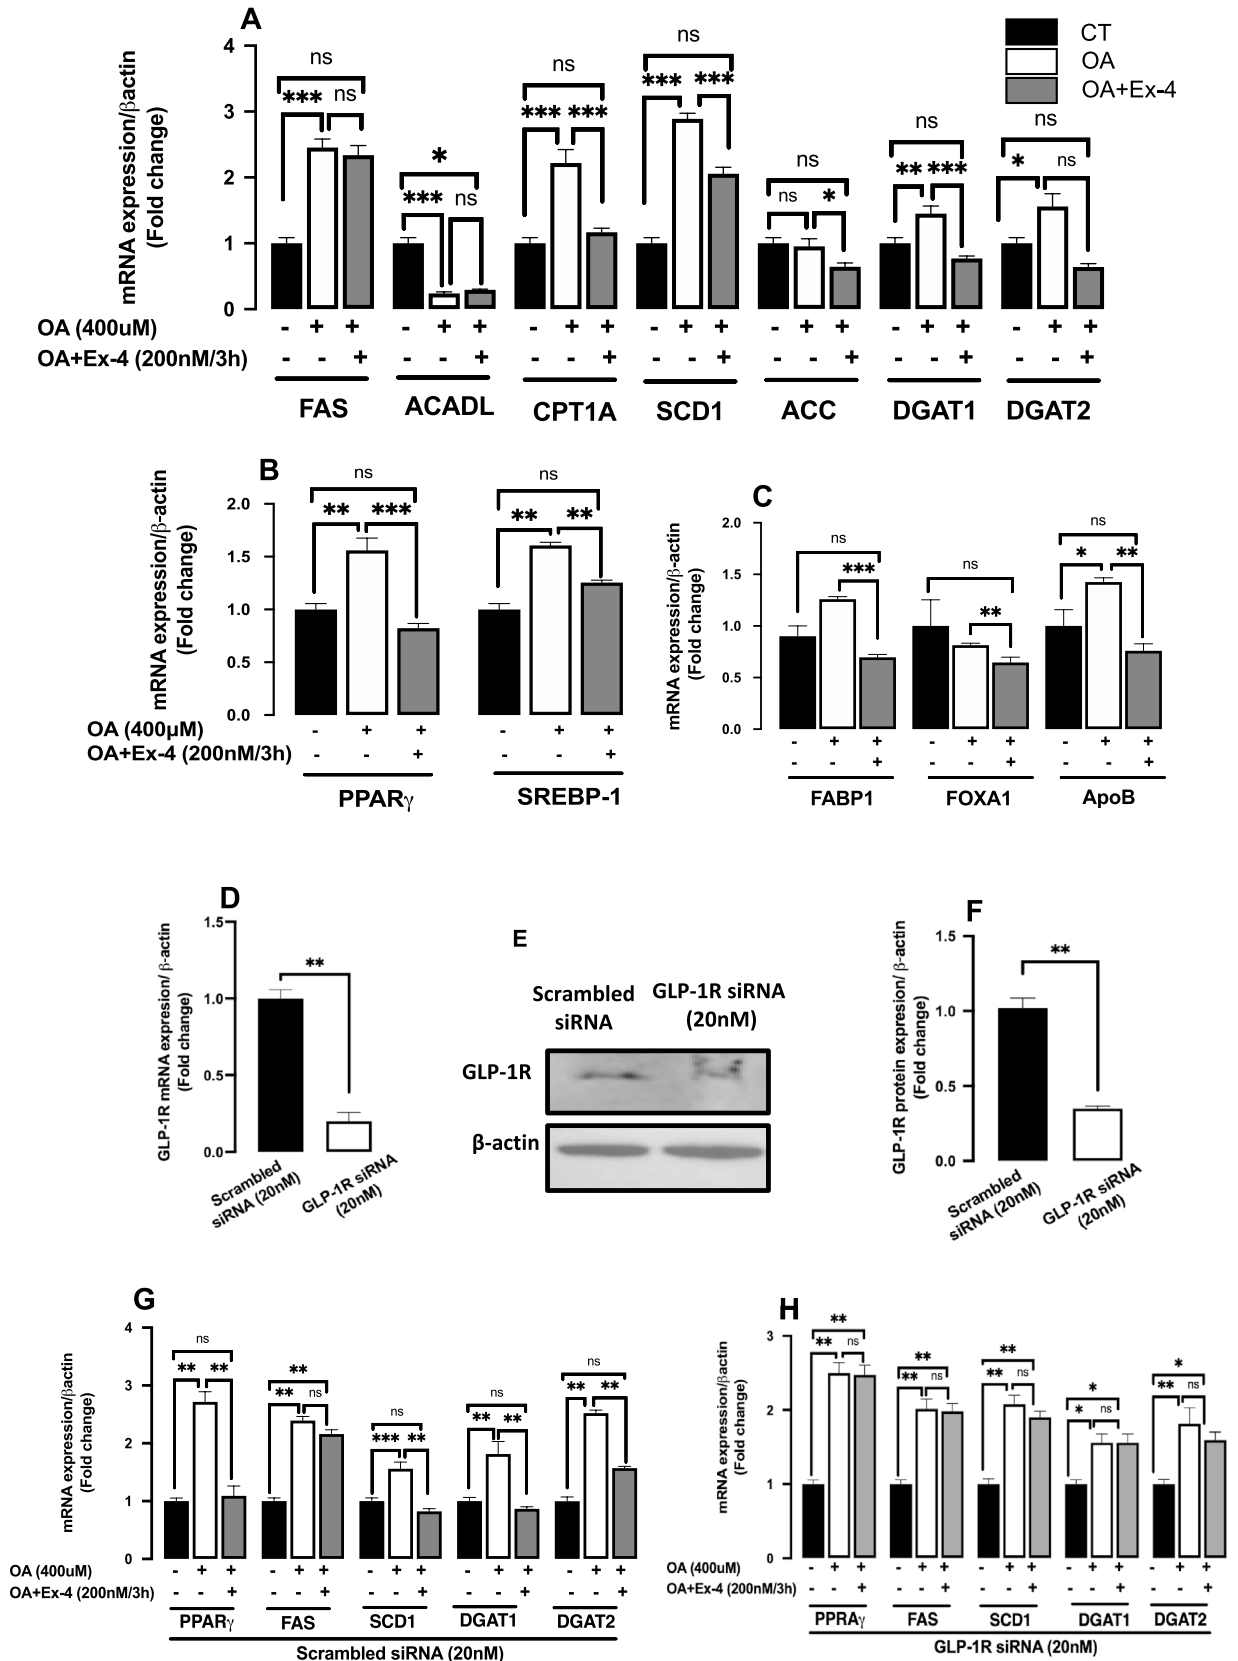 A
CT
OA
OA+Ex-4
mRNA expression/βactin
(Fold change)
4
3
2
1
0
ns
*** ns
*
*** ns
ns
*** ***
ns
*** ***
ns
ns *
ns
** ***
ns
* ns
OA (400uM) - + + - + + - + + - + + - + + - + + - + +
OA+Ex-4 (200nM/3h) - - + - - + - - + - - + - - + - - + - - +
FAS ACADL CPT1A SCD1 ACC DGAT1 DGAT2
B
mRNA expression/β-actin
(Fold change)
2.0
1.5
1.0
0.5
0.0
ns
** ***
ns
** **
OA (400µM) - + + - + +
OA+Ex-4 (200nM/3h) - - + - - +
PPARγ SREBP-1
C
mRNA expression/β-actin
(Fold change)
2.0
1.5
1.0
0.5
0.0
ns
***
ns
**
ns
* **
- + + - + + - + +
- - + - - + - - +
FABP1 FOXA1 ApoB
D
GLP-1R mRNA expresion/ β-actin
(Fold change)
1.5
1.0
0.5
0.0
**
Scrambled
siRNA (20nM)
GLP-1R siRNA
(20nM)
E
Scrambled
siRNA
GLP-1R siRNA
(20nM)
GLP-1R
β-actin
F
GLP-1R protein expresion/ β-actin
(Fold change)
1.5
1.0
0.5
0.0
**
Scrambled
siRNA (20nM)
GLP-1R siRNA
(20nM)
G
mRNA expression/βactin
(Fold change)
4
3
2
1
0
ns
** **
**
** ns
ns
*** **
ns
** **
ns
** **
OA (400uM) - + + - + + - + + - + + - + +
OA+Ex-4 (200nM/3h) - - + - - + - - + - - + - - +
PPARγ FAS SCD1 DGAT1 DGAT2
Scrambled siRNA (20nM)
H
mRNA expression/βactin
(Fold change)
3
2
1
0
**
** ns
**
** ns
**
** ns
*
* ns
*
** ns
OA (400uM) - + + - + + - + + - + + - + +
OA+Ex-4 (200nM/3h) - - + - - + - - + - - + - - +
PPRAγ FAS SCD1 DGAT1 DGAT2
GLP-1R siRNA (20nM)